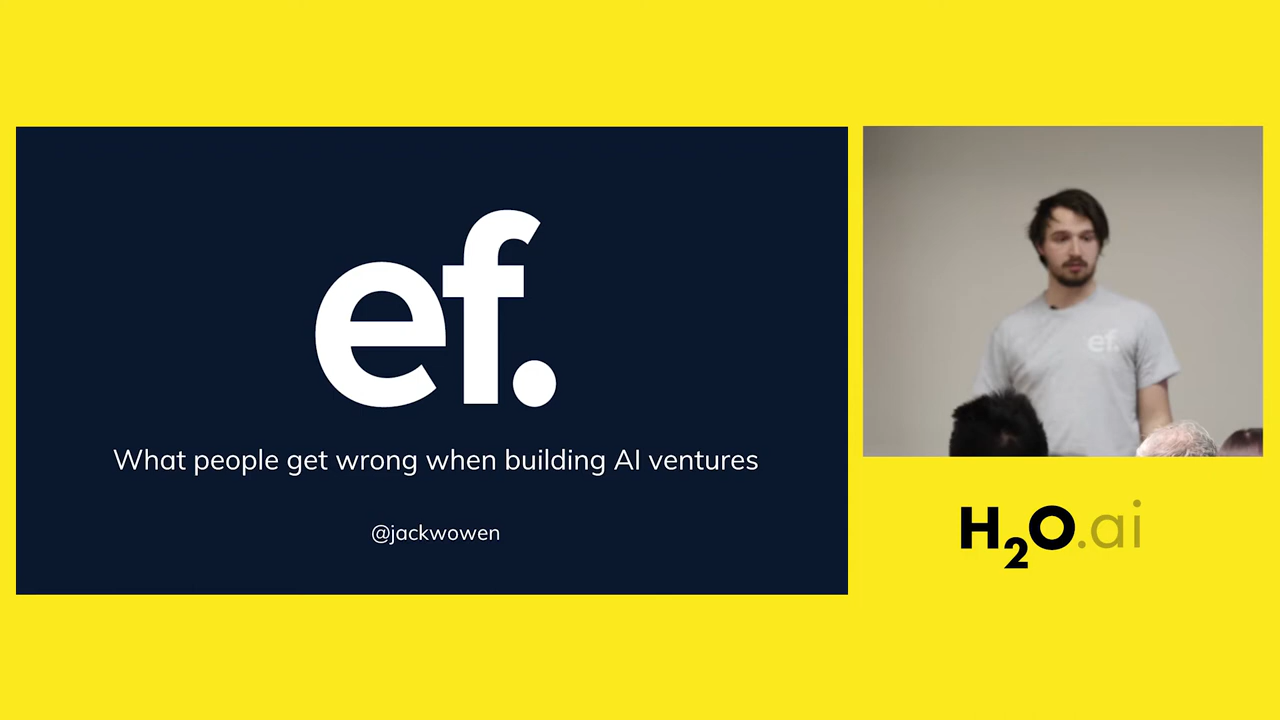 ef.
What people get wrong when building AI ventures
@jackwowen
ef.
H2O.ai